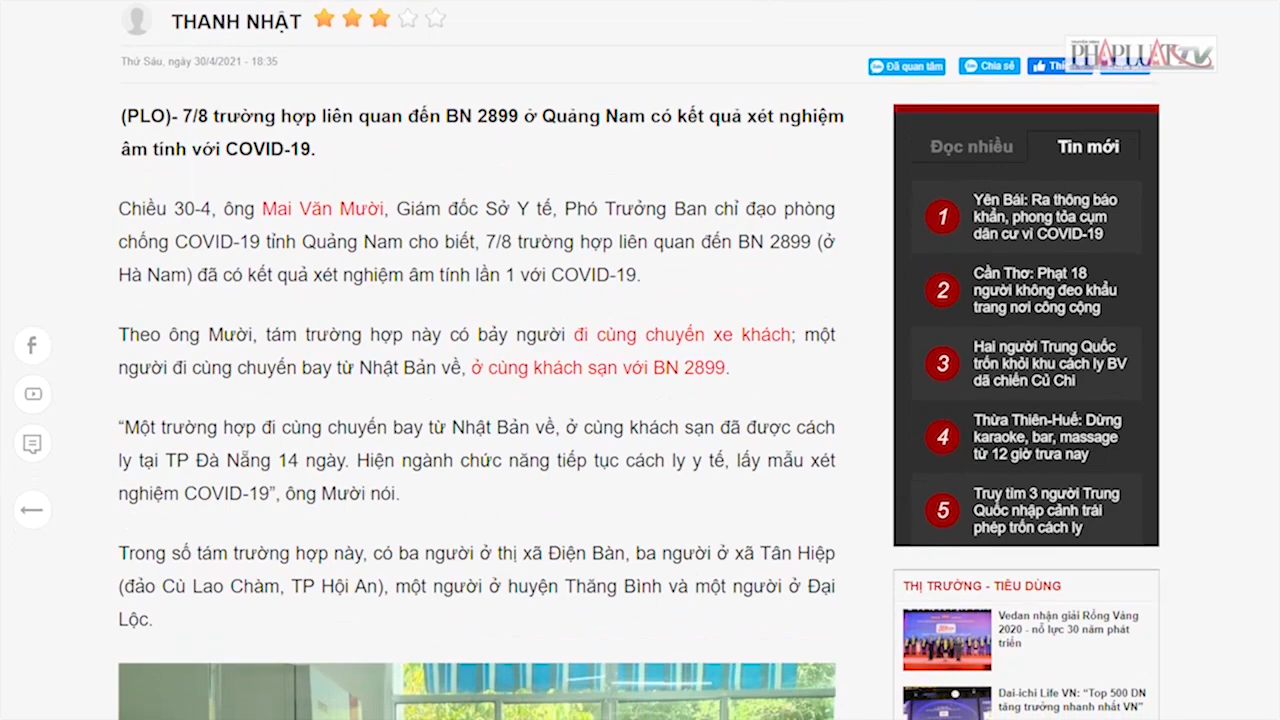 THANH NHẬT
Thứ Sáu, ngày 30/4/2021 - 18:35
Đã quan tâm
Chia sẻ
PHÁP LUẬT TV
(PLO)- 7/8 trường hợp liên quan đến BN 2899 ở Quảng Nam có kết quả xét nghiệm
âm tính với COVID-19.
Chiều 30-4, ông Mai Văn Mười, Giám đốc Sở Y tế, Phó Trưởng Ban chỉ đạo phòng
chống COVID-19 tỉnh Quảng Nam cho biết, 7/8 trường hợp liên quan đến BN 2899 (ở
Hà Nam) đã có kết quả xét nghiệm âm tính lần 1 với COVID-19.
Theo ông Mười, tám trường hợp này có bảy người đi cùng chuyến xe khách; một
người đi cùng chuyến bay từ Nhật Bản về, ở cùng khách sạn với BN 2899.
“Một trường hợp đi cùng chuyến bay từ Nhật Bản về, ở cùng khách sạn đã được cách
ly tại TP Đà Nẵng 14 ngày. Hiện ngành chức năng tiếp tục cách ly y tế, lấy mẫu xét
nghiệm COVID-19”, ông Mười nói.
Trong số tám trường hợp này, có ba người ở thị xã Điện Bàn, ba người ở xã Tân Hiệp
(đảo Cù Lao Chàm, TP Hội An), một người ở huyện Thăng Bình và một người ở Đại
Lộc.
Đọc nhiều
Tin mới
1
Yên Bái: Ra thông báo
khẩn, phong tỏa cụm
dân cư vì COVID-19
2
Cần Thơ: Phạt 18
người không đeo khẩu
trang nơi công cộng
3
Hai người Trung Quốc
trốn khỏi khu cách ly BV
dã chiến Củ Chi
4
Thừa Thiên-Huế: Dừng
karaoke, bar, massage
từ 12 giờ trưa nay
5
Truy tìm 3 người Trung
Quốc nhập cảnh trái
phép trốn cách ly
THỊ TRƯỜNG - TIÊU DÙNG
Vedan nhận giải Rồng Vàng
2020 - nỗ lực 30 năm phát
triển
Dai-ichi Life VN: “Top 500 DN
tăng trưởng nhanh nhất VN”